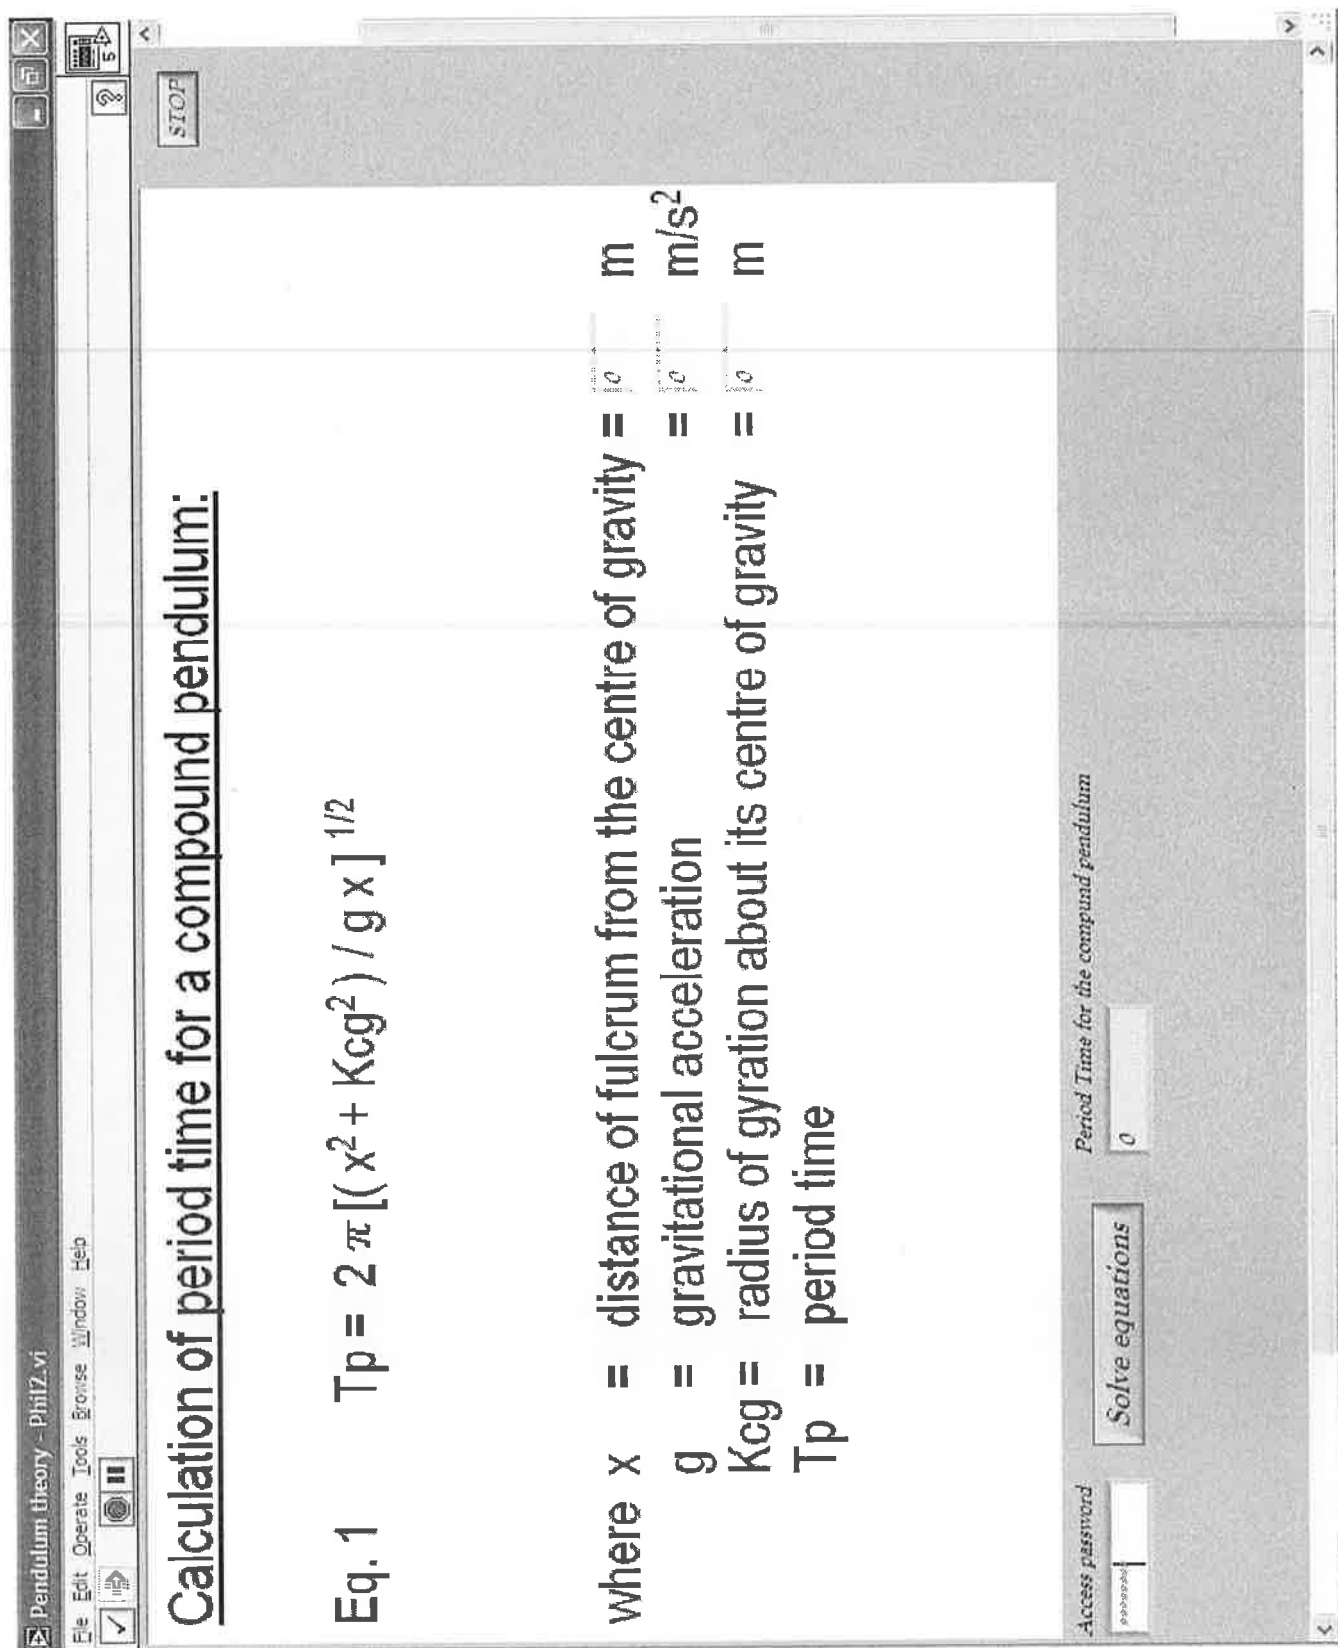 Pendulum theory - Phil2.vi
File Edit Operate Tools Browse Window Help
5
?
STOP
Calculation of period time for a compound pendulum:
Eq. 1 Tp = 2 π [( x² + Kcg² ) / g x ] ^1/2
where x = distance of fulcrum from the centre of gravity = 0 m
g = gravitational acceleration = 0 m/s²
Kcg = radius of gyration about its centre of gravity = 0 m
Tp = period time
Access password
********
Solve equations
Period Time for the compund pendulum
0